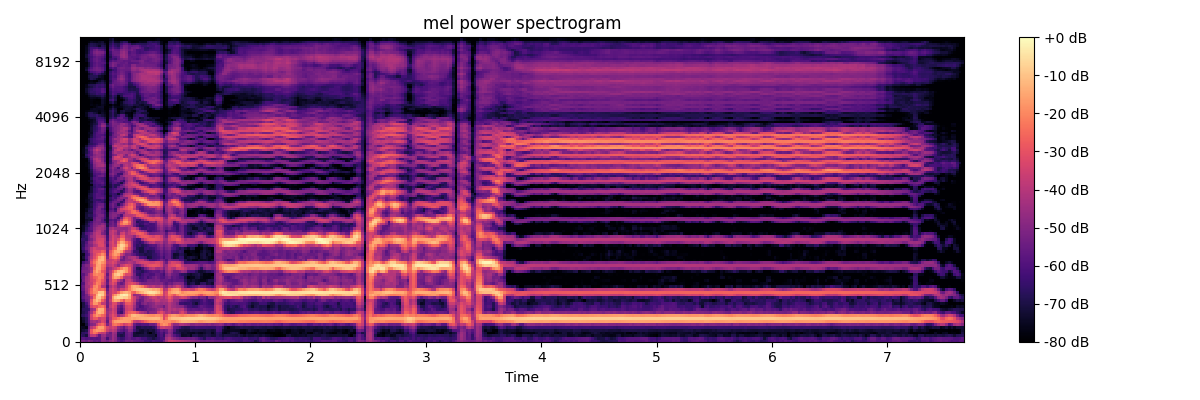 mel power spectrogram
8192
4096
2048
1024
512
0
Hz
0 1 2 3 4 5 6 7
Time
+0 dB
-10 dB
-20 dB
-30 dB
-40 dB
-50 dB
-60 dB
-70 dB
-80 dB